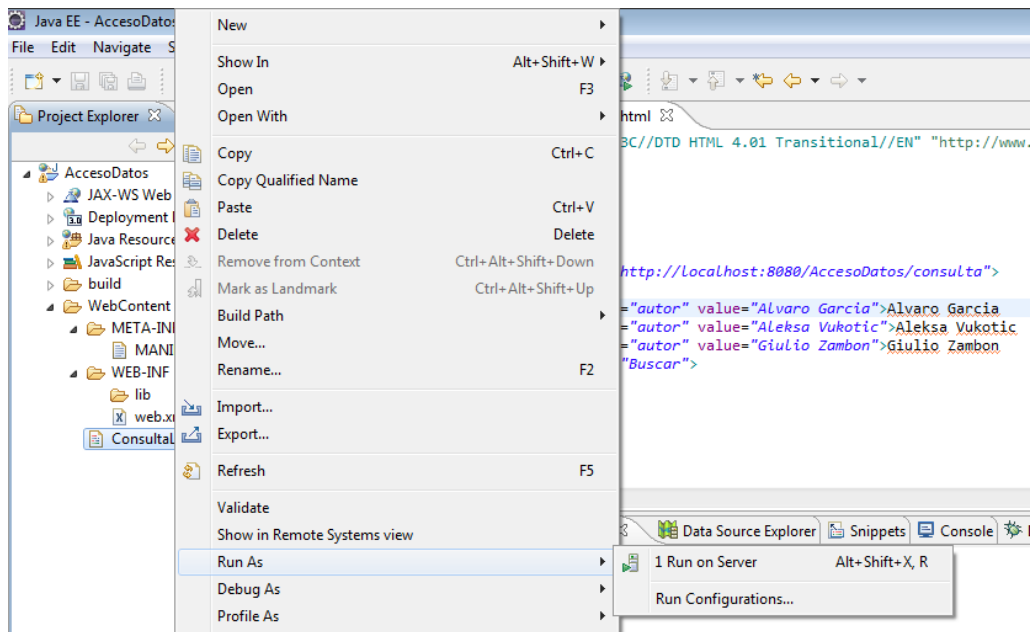 Java EE - AccesoDatos
File Edit Navigate S
Project Explorer
AccesoDatos
JAX-WS Web
Deployment
Java Resource
JavaScript Res
build
WebContent
META-INF
MANI
WEB-INF
lib
web.x
Consulta
New
Show In Alt+Shift+W
Open F3
Open With
Copy Ctrl+C
Copy Qualified Name
Paste Ctrl+V
Delete Delete
Remove from Context Ctrl+Alt+Shift+Down
Mark as Landmark Ctrl+Alt+Shift+Up
Build Path
Move...
Rename... F2
Import...
Export...
Refresh F5
Validate
Show in Remote Systems view
Run As
Debug As
Profile As
1 Run on Server Alt+Shift+X, R
Run Configurations...
html
3C//DTD HTML 4.01 Transitional//EN" "http://www.
http://localhost:8080/AccesoDatos/consulta">
="autor" value="Alvaro Garcia">Alvaro Garcia
="autor" value="Aleksa Vukotic">Aleksa Vukotic
="autor" value="Giulio Zambon">Giulio Zambon
"Buscar">
Data Source Explorer Snippets Console